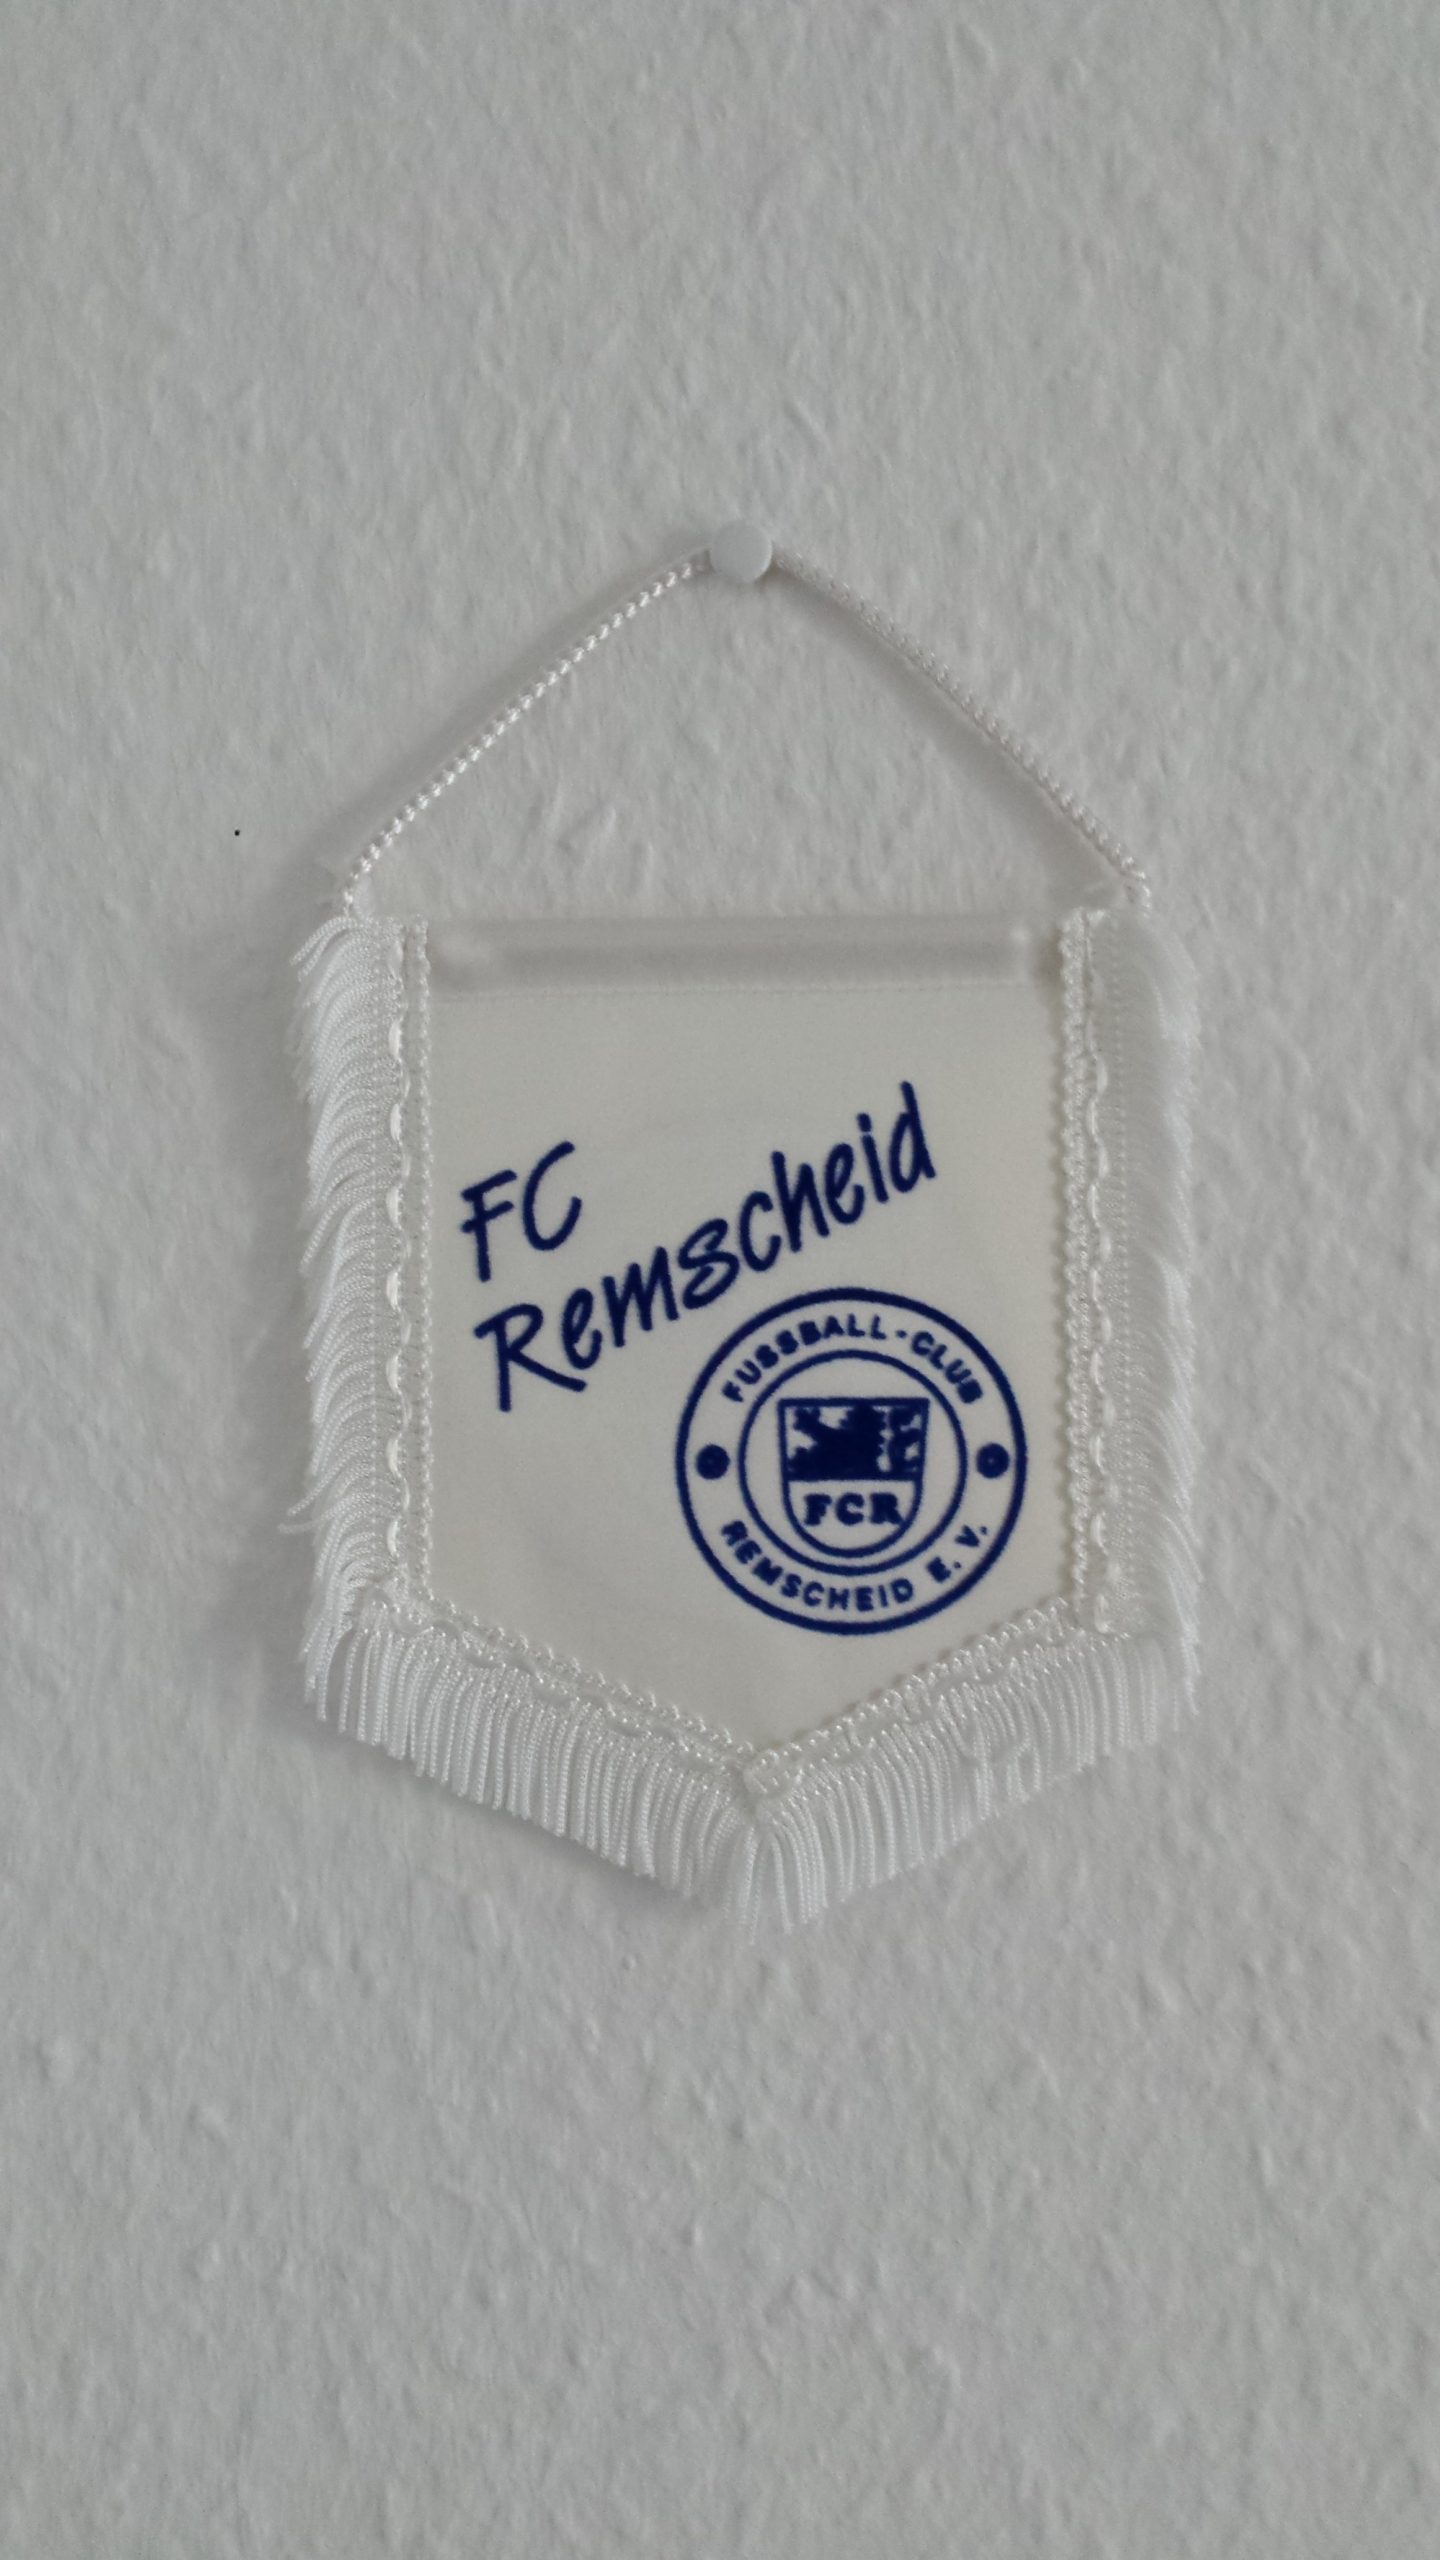 FC
Remscheid
FUSSBALL-CLUB
FCR
REMSCHEID E.V.